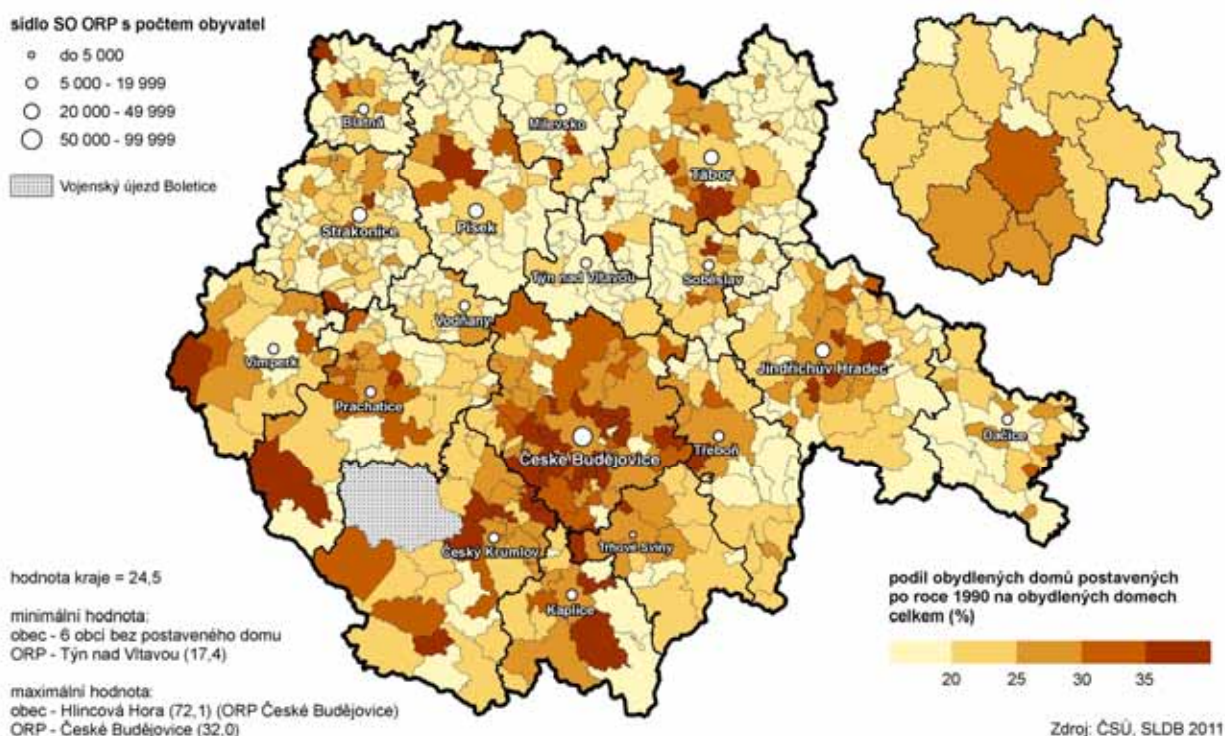 sídlo SO ORP s počtem obyvatel
do 5 000
5 000 - 19 999
20 000 - 49 999
50 000 - 99 999
Vojenský újezd Boletice
Blatná
Milevsko
Tábor
Strakonice
Písek
Týn nad Vltavou
Soběslav
Vodňany
Vimperk
Jindřichův Hradec
Prachatice
České Budějovice
Třeboň
Dačice
Český Krumlov
Trhové Sviny
Kaplice
hodnota kraje = 24,5
minimální hodnota:
obec - 6 obcí bez postaveného domu
ORP - Týn nad Vltavou (17,4)
maximální hodnota:
obec - Hlincová Hora (72,1) (ORP České Budějovice)
ORP - České Budějovice (32,0)
podíl obydlených domů postavených
po roce 1990 na obydlených domech
celkem (%)
20 25 30 35
Zdroj: ČSÚ, SLDB 2011